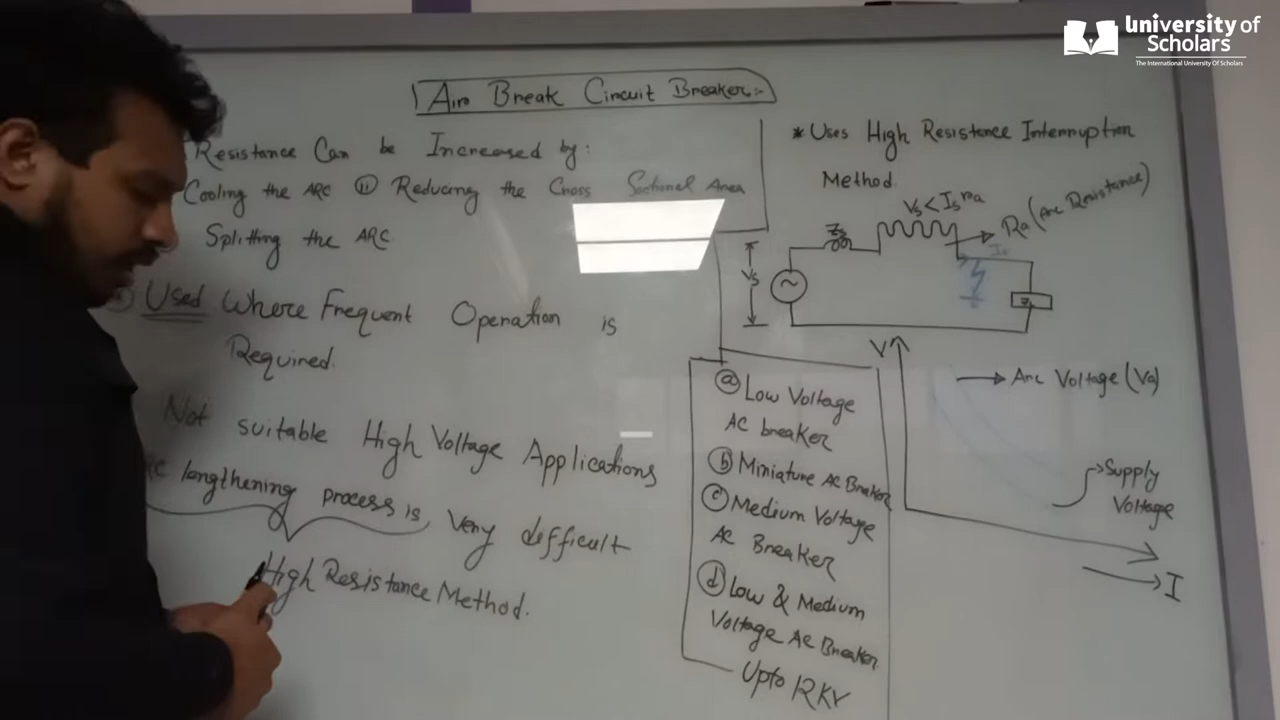 University of
Scholars
The International University Of Scholars
Air Break Circuit Breaker:-
Resistance Can be Increased by:
Cooling the ARC (II) Reducing the Cross Sectional Area
Splitting the ARC
Used Where Frequent Operation is
Required.
Not suitable High Voltage Applications
lengthening process is, Very difficult
High Resistance Method.
* Uses High Resistance Interruption
Method.
Vs < Is ra
Ra (Arc Resistance)
Vs
~
V
→ Arc Voltage (Va)
Supply
Voltage
→ I
(a) Low Voltage
AC breaker
(b) Miniature AC Breaker
(c) Medium Voltage
AC Breaker
(d) Low & Medium
Voltage AC Breaker
Upto 12 KV